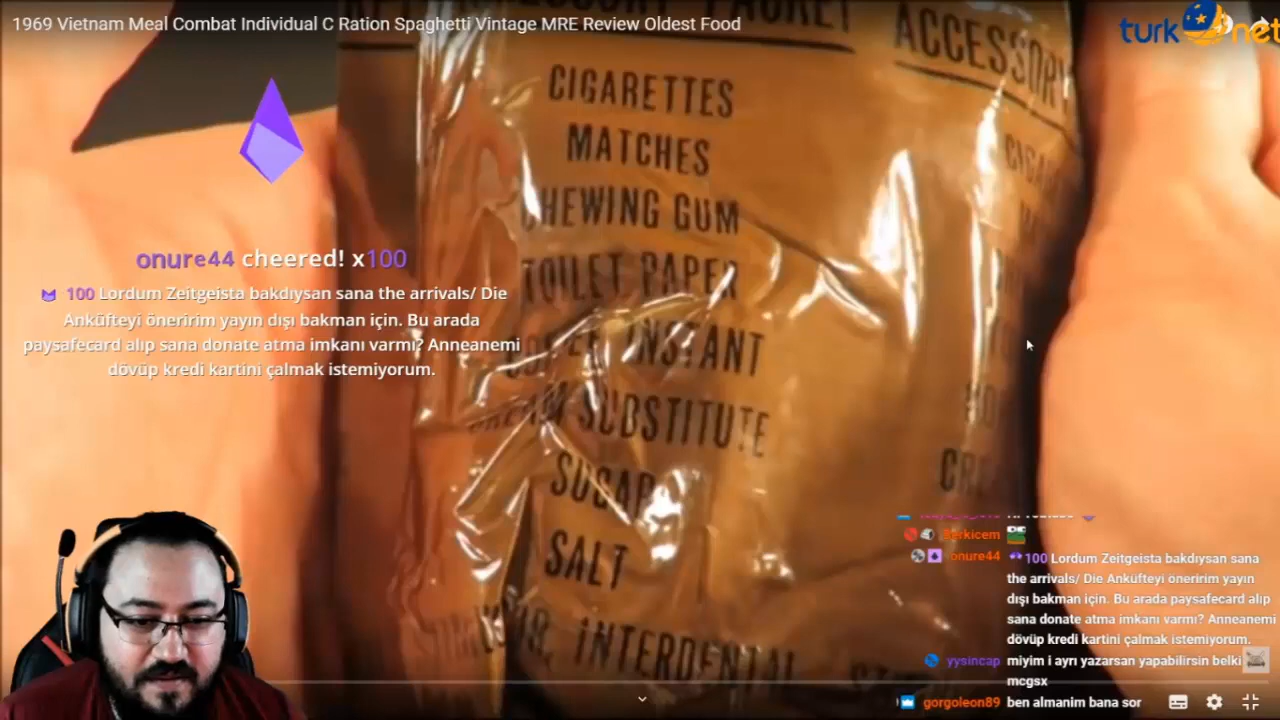 1969 Vietnam Meal Combat Individual C Ration Spaghetti Vintage MRE Review Oldest Food
turk net
ACCESSORY
CIGARETTES
MATCHES
CHEWING GUM
TOILET PAPER
INSTANT
CREAM SUBSTITUTE
SUGAR
SALT
INTERDENTAL
onure44 cheered! x100
100 Lordum Zeitgeista bakdıysan sana the arrivals/ Die
Anküfteyi öneririm yayın dışı bakman için. Bu arada
paysafecard alıp sana donate atma imkanı varmı? Anneanemi
dövüp kredi kartini çalmak istemiyorum.
onure44 100 Lordum Zeitgeista bakdıysan sana
the arrivals/ Die Anküfteyi öneririm yayın
dışı bakman için. Bu arada paysafecard alıp
sana donate atma imkanı varmı? Anneanemi
dövüp kredi kartini çalmak istemiyorum.
yysincap miyim i ayrı yazarsan yapabilirsin belki
mcgsx
gorgoleon89 ben almanim bana sor